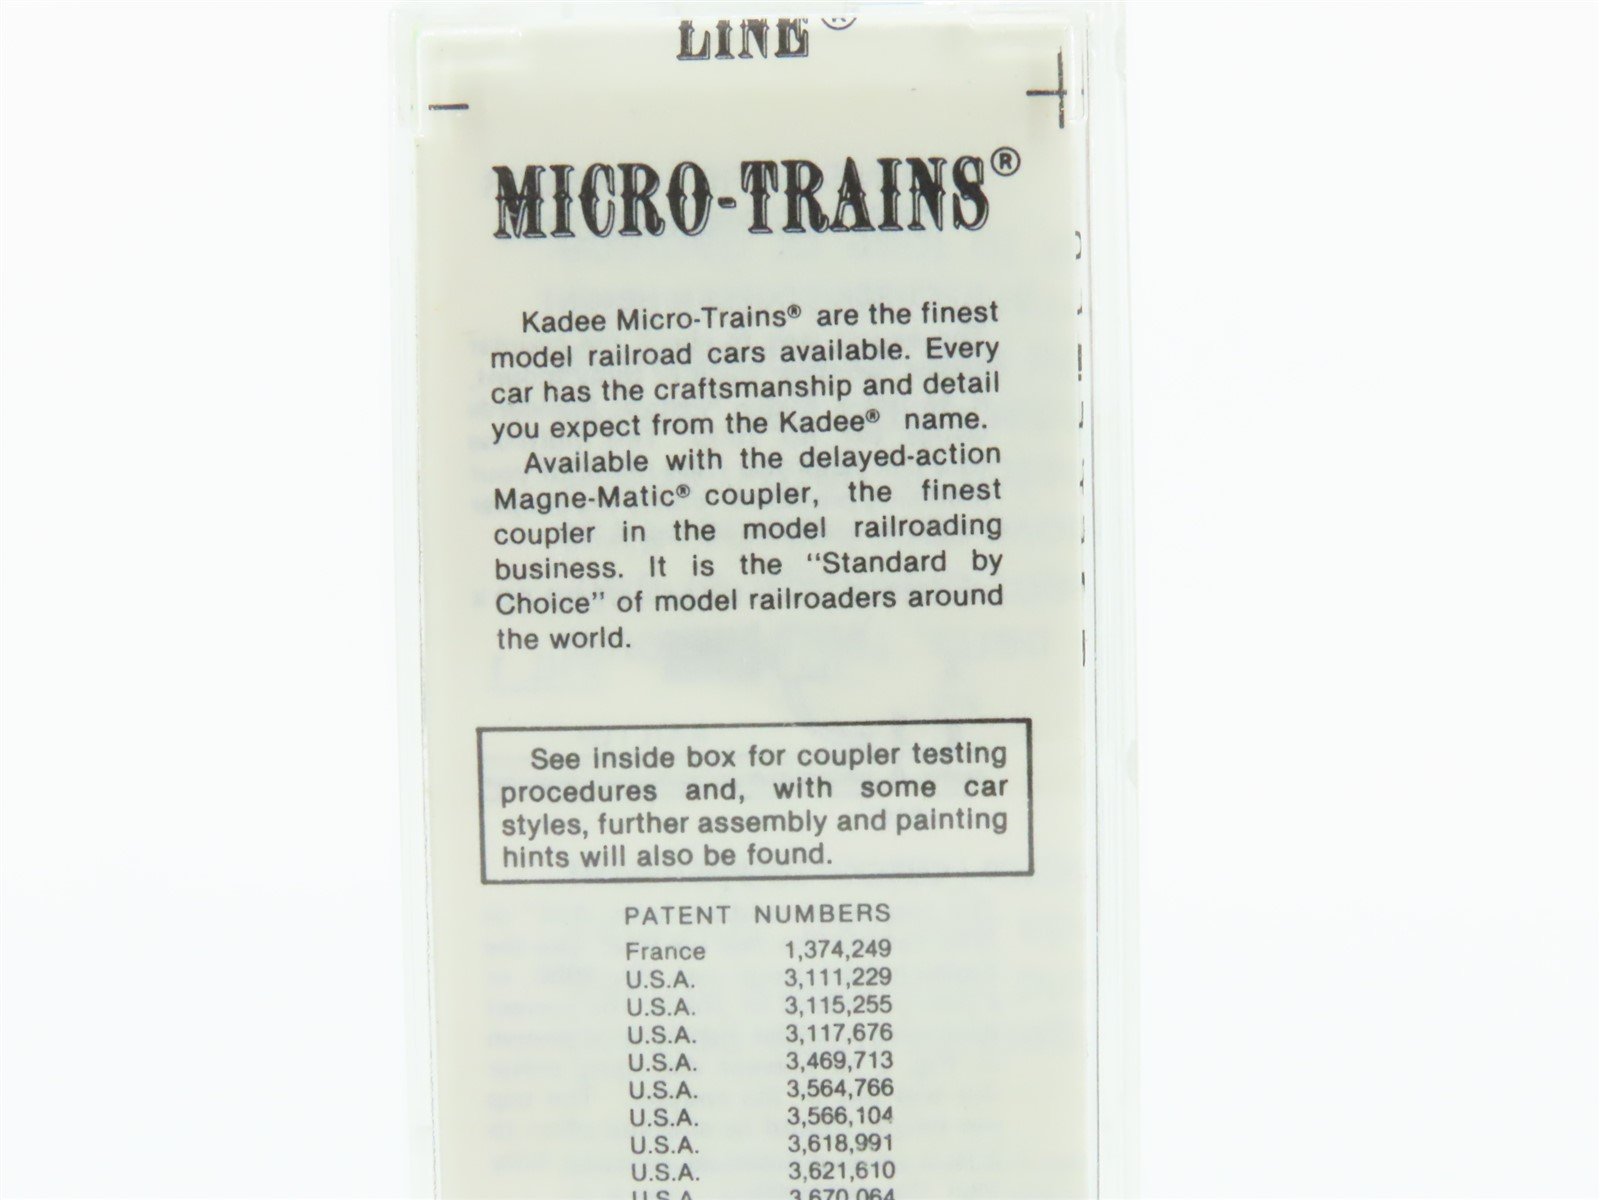 LINE®
MICRO-TRAINS®
Kadee Micro-Trains® are the finest
model railroad cars available. Every
car has the craftsmanship and detail
you expect from the Kadee® name.
Available with the delayed-action
Magne-Matic® coupler, the finest
coupler in the model railroading
business. It is the "Standard by
Choice" of model railroaders around
the world.
See inside box for coupler testing
procedures and, with some car
styles, further assembly and painting
hints will also be found.
PATENT NUMBERS
France 1,374,249
U.S.A. 3,111,229
U.S.A. 3,115,255
U.S.A. 3,117,676
U.S.A. 3,469,713
U.S.A. 3,564,766
U.S.A. 3,566,104
U.S.A. 3,618,991
U.S.A. 3,621,610
U.S.A. 3,670,064